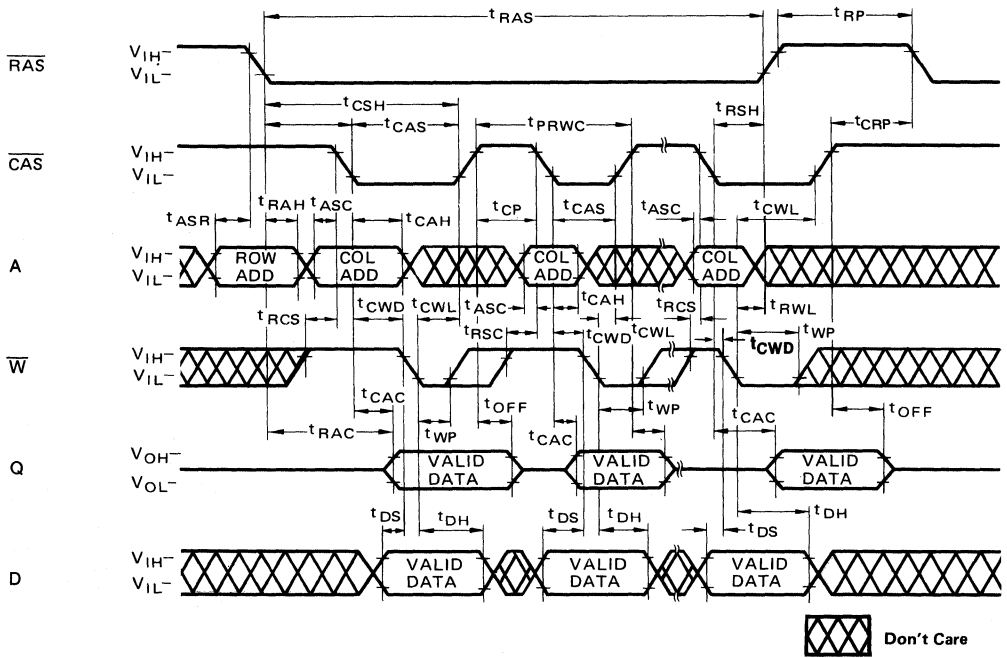 tRAS tRP
RAS VIH– VIL–
tCSH tRSH
tCAS tPRWC tCRP
CAS VIH– VIL–
tASR tRAH tASC tCAH tCP tCAS tASC tCWL
A VIH– VIL– ROW ADD COL ADD COL ADD COL ADD
tRCS tCWD tCWL tASC tCAH tRCS tRWL
tRSC tCWD tCWL tCWD tWP
W VIH– VIL–
tCAC tWP tOFF tWP tCAC tOFF
tRAC tCAC
Q VOH– VOL– VALID DATA VALID DATA VALID DATA
tDS tDH tDS tDH tDS tDH
D VIH– VIL– VALID DATA VALID DATA VALID DATA
Don't Care